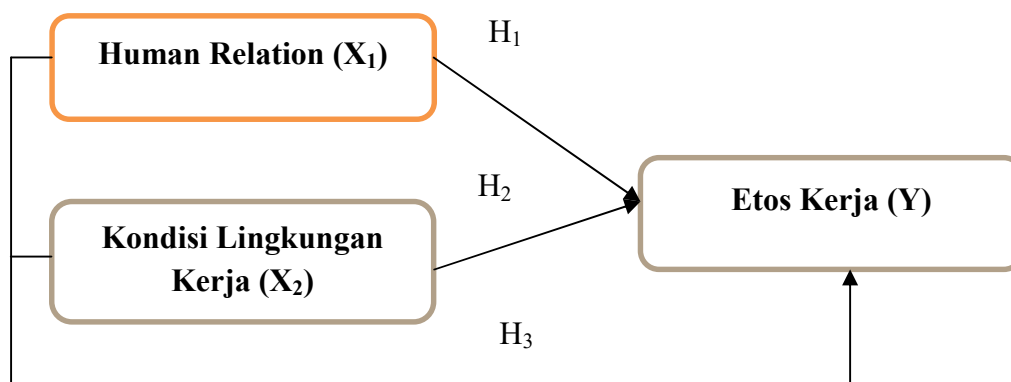 Human Relation (X₁)
H₁
H₂
Etos Kerja (Y)
Kondisi Lingkungan
Kerja (X₂)
H₃